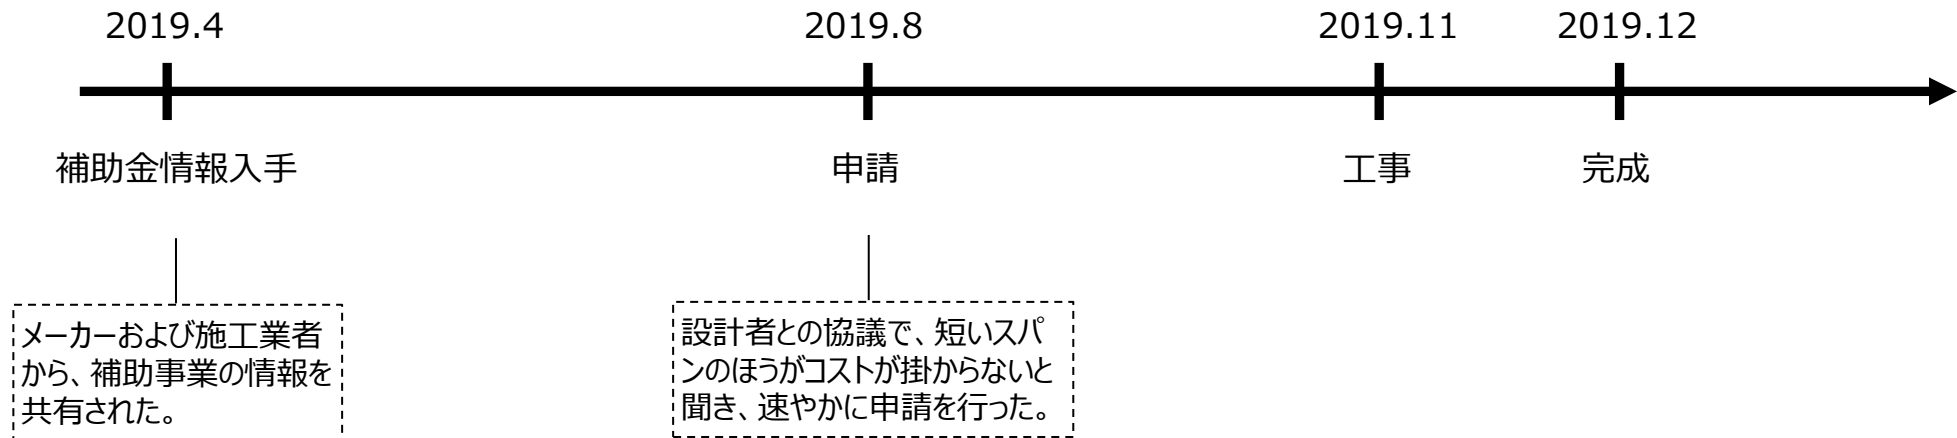 2019.4 2019.8 2019.11 2019.12
補助金情報入手 申請 工事 完成
メーカーおよび施工業者
から、補助事業の情報を
共有された。
設計者との協議で、短いスパ
ンのほうがコストが掛からないと
聞き、速やかに申請を行った。